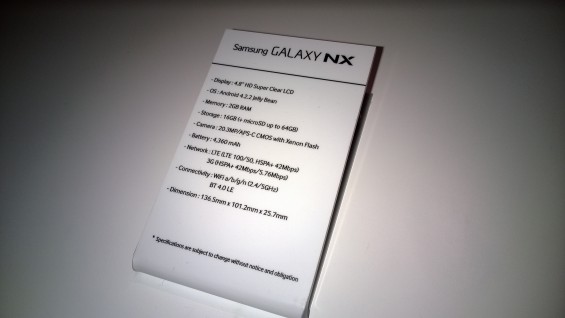 Samsung GALAXY NX
- Display : 4.8" HD Super Clear LCD
- OS : Android 4.2.2 Jelly Bean
- Memory : 2GB RAM
- Storage : 16GB (+ microSD up to 64GB)
- Camera : 20.3MP/APS-C CMOS with Xenon Flash
- Battery : 4,360 mAh
- Network : LTE (LTE 100/50, HSPA+ 42Mbps)
3G (HSPA+ 42Mbps/5.76Mbps)
- Connectivity : WiFi a/b/g/n (2.4/5GHz)
BT 4.0 LE
- Dimension : 136.5mm x 101.2mm x 25.7mm
* Specifications are subject to change without notice and obligation